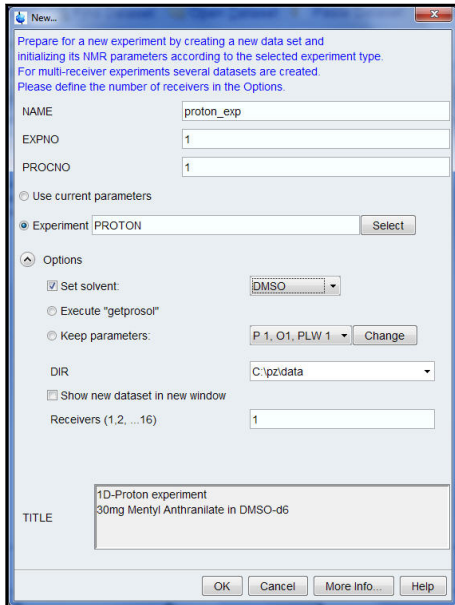 New...
Prepare for a new experiment by creating a new data set and
initializing its NMR parameters according to the selected experiment type.
For multi-receiver experiments several datasets are created.
Please define the number of receivers in the Options.
NAME proton_exp
EXPNO 1
PROCNO 1
Use current parameters
Experiment PROTON Select
Options
Set solvent: DMSO
Execute "getprosol"
Keep parameters: P 1, O1, PLW 1 Change
DIR C:\pz\data
Show new dataset in new window
Receivers (1,2, ...16) 1
1D-Proton experiment
30mg Mentyl Anthranilate in DMSO-d6
TITLE
OK Cancel More Info... Help